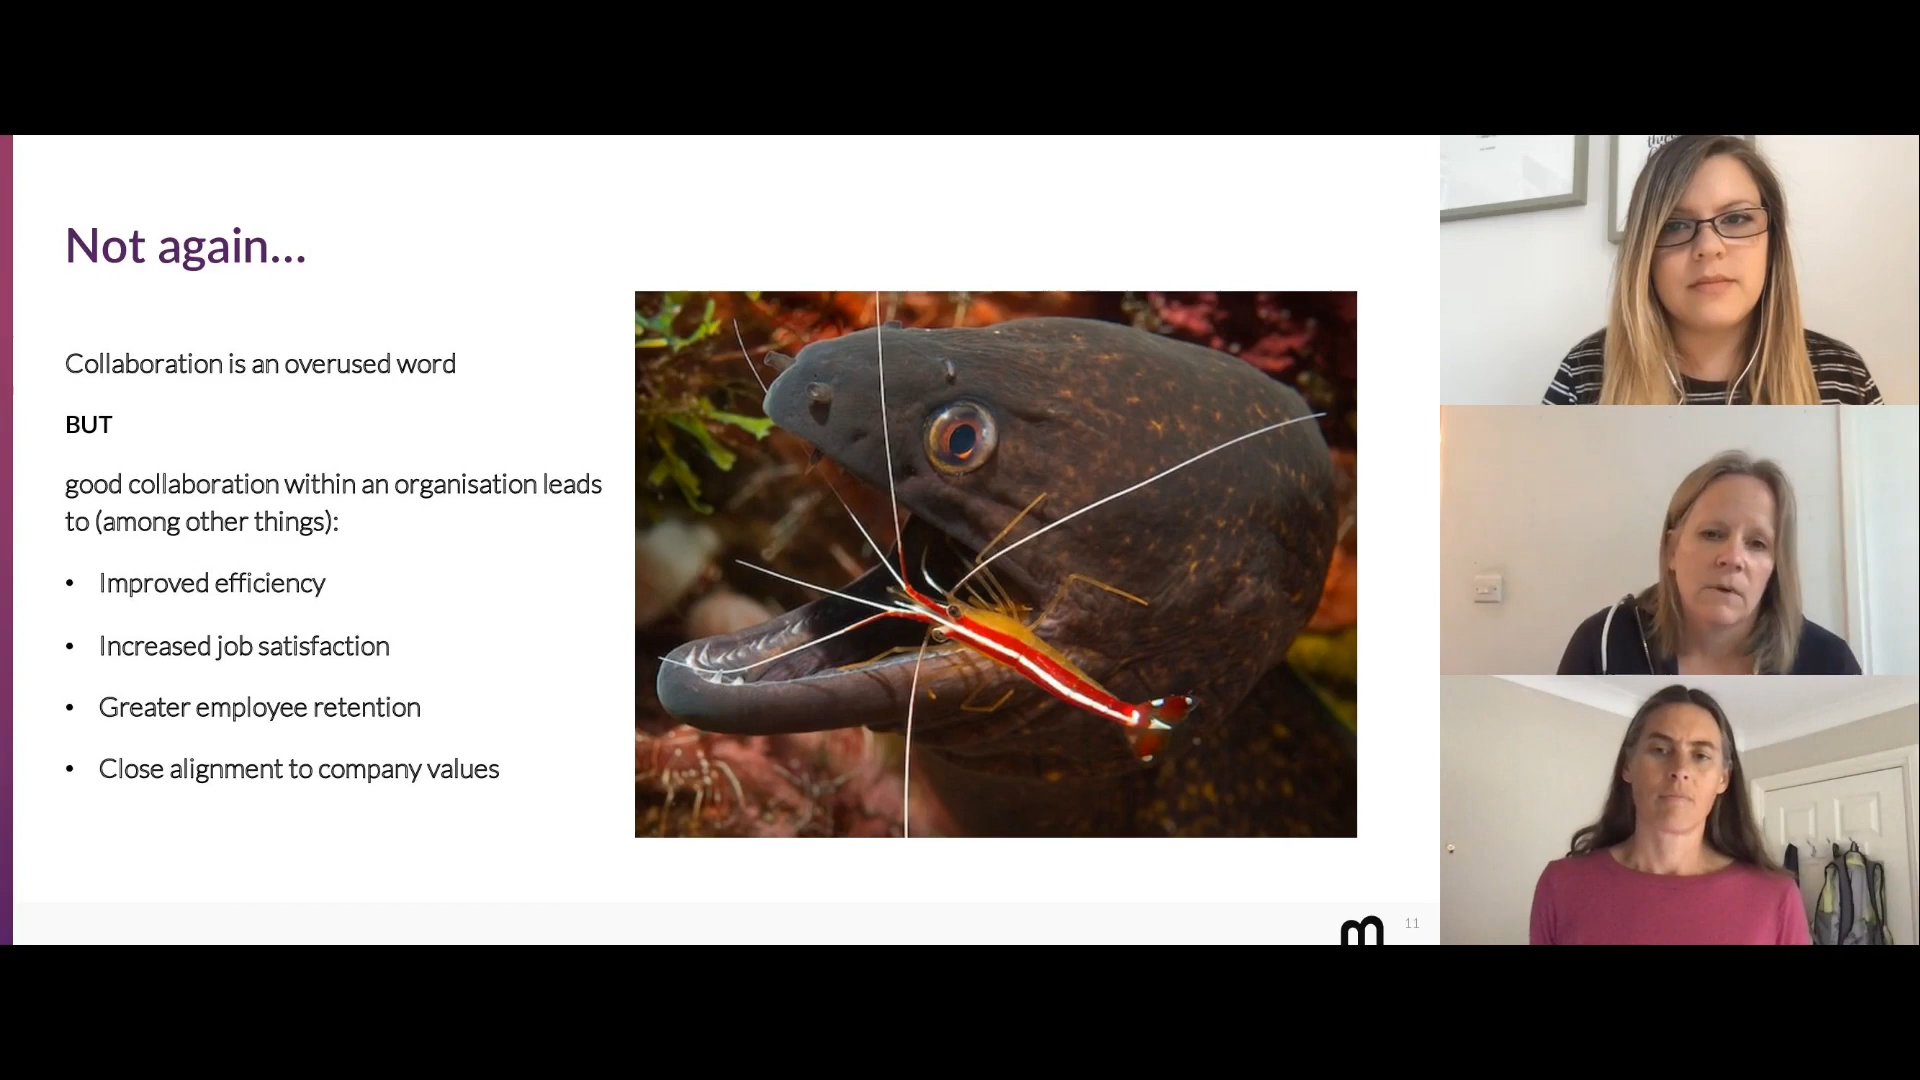 Not again...
Collaboration is an overused word
BUT
good collaboration within an organisation leads
to (among other things):
• Improved efficiency
• Increased job satisfaction
• Greater employee retention
• Close alignment to company values
m
11